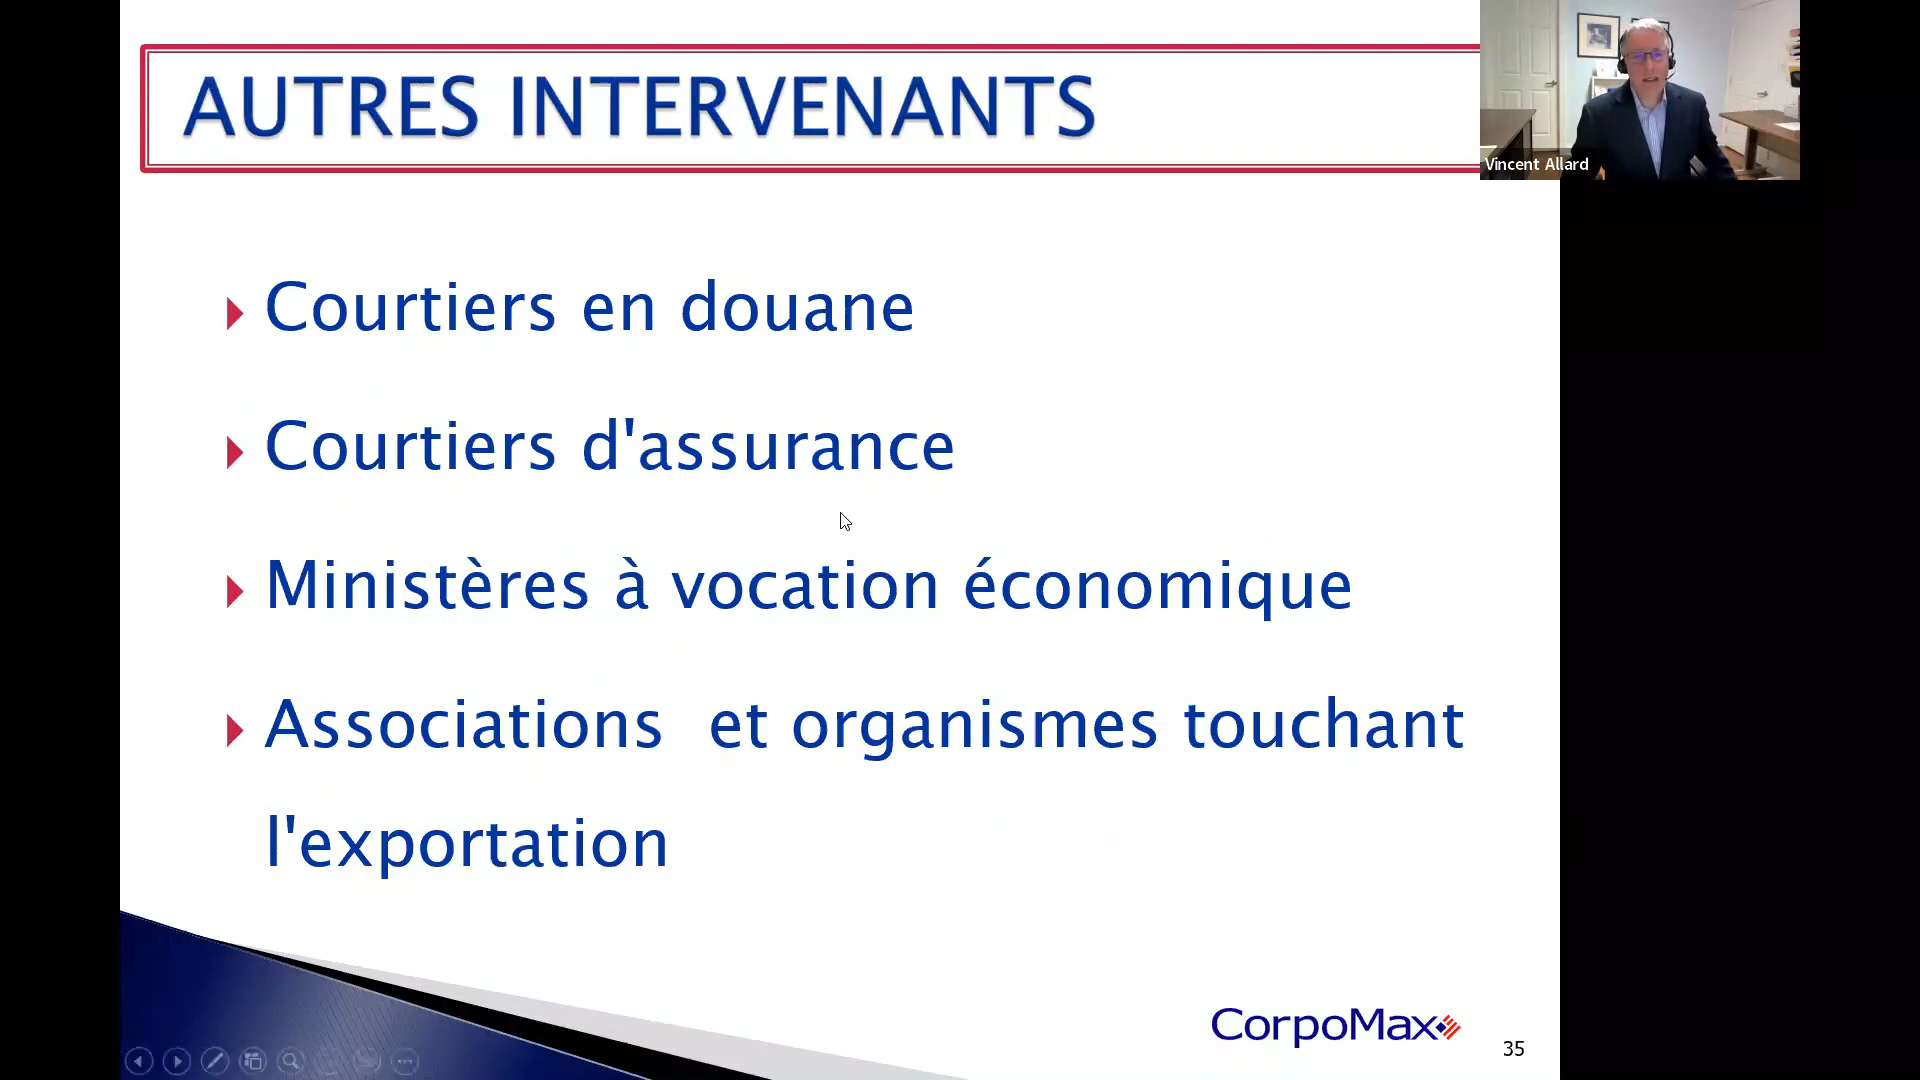 AUTRES INTERVENANTS
Vincent Allard
Courtiers en douane
Courtiers d'assurance
Ministères à vocation économique
Associations  et organismes touchant
l'exportation
CorpoMax
35